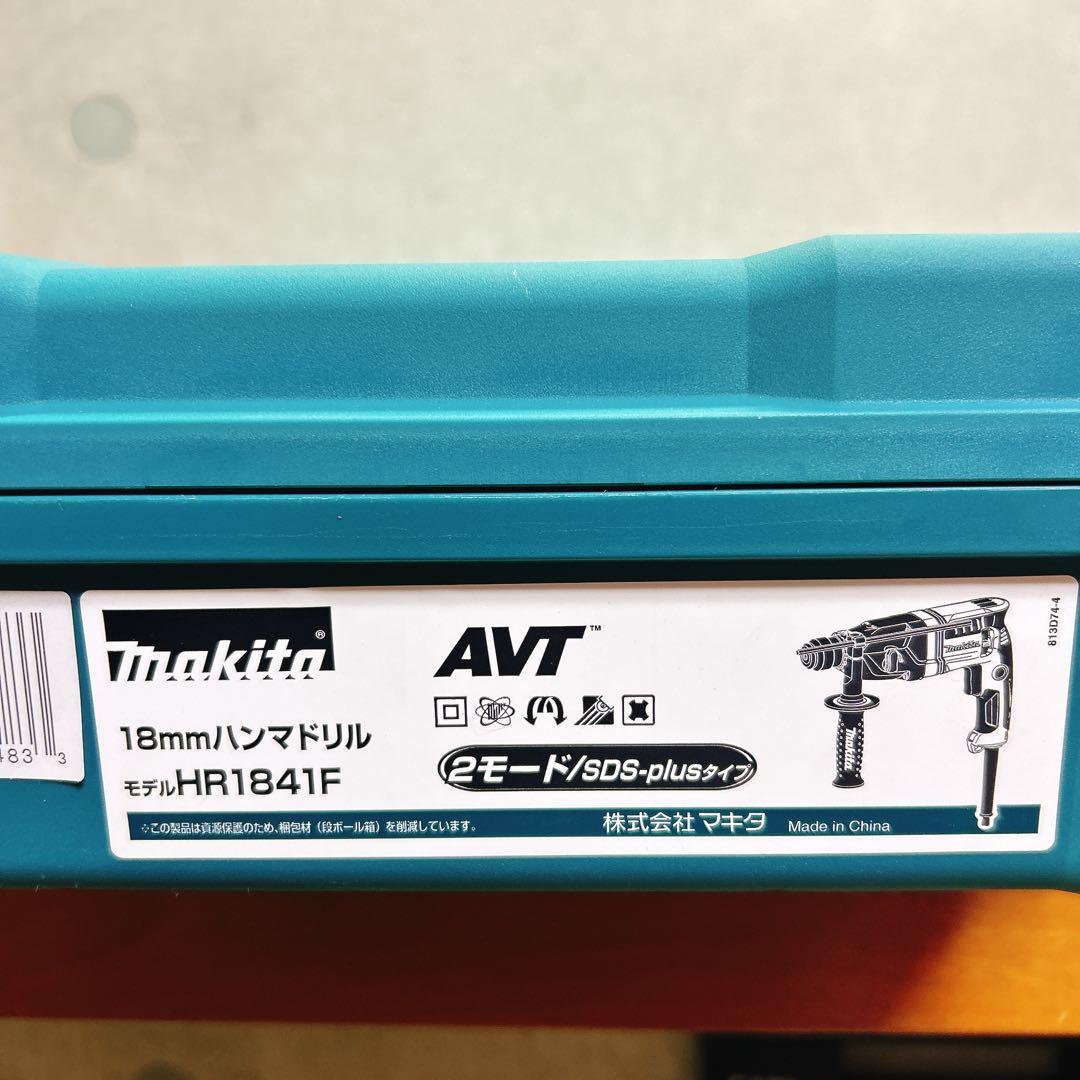 makita®
AVT™
18mmハンマドリル
モデルHR1841F
2モード/SDS-plusタイプ
※この製品は資源保護のため、梱包材（段ボール箱）を削減しています。
株式会社 マキタ Made in China
makita
makita
813D74-4
483 3